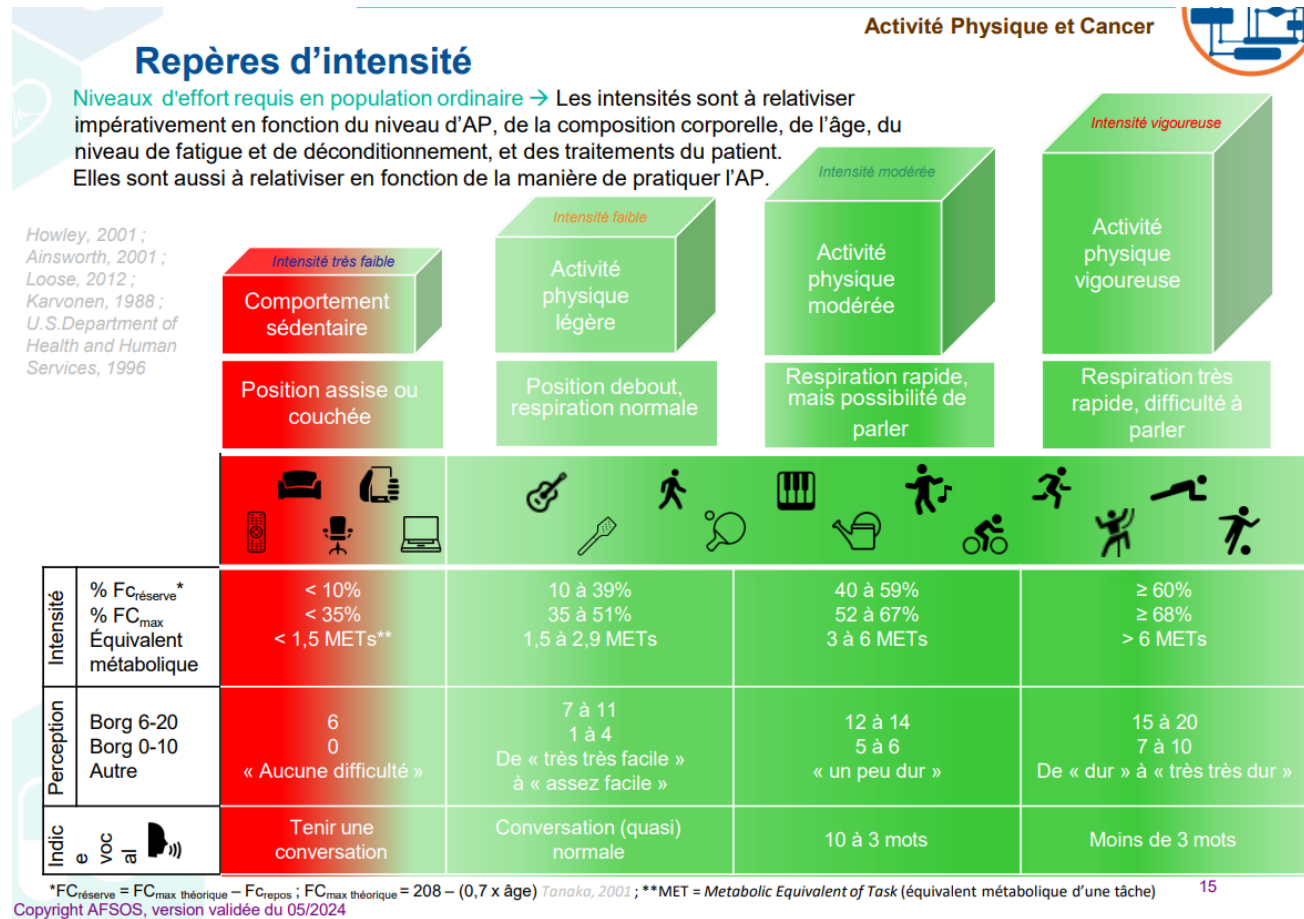 Activité Physique et Cancer
Repères d’intensité
Niveaux d'effort requis en population ordinaire → Les intensités sont à relativiser
impérativement en fonction du niveau d’AP, de la composition corporelle, de l’âge, du
niveau de fatigue et de déconditionnement, et des traitements du patient.
Elles sont aussi à relativiser en fonction de la manière de pratiquer l’AP.
Howley, 2001 ;
Ainsworth, 2001 ;
Loose, 2012 ;
Karvonen, 1988 ;
U.S.Department of
Health and Human
Services, 1996
Intensité très faible
Comportement
sédentaire
Position assise ou
couchée
Intensité faible
Activité
physique
légère
Position debout,
respiration normale
Intensité modérée
Activité
physique
modérée
Respiration rapide,
mais possibilité de
parler
Intensité vigoureuse
Activité
physique
vigoureuse
Respiration très
rapide, difficulté à
parler
Intensité
% Fcréserve*
% FCmax
Équivalent
métabolique
< 10%
< 35%
< 1,5 METs**
10 à 39%
35 à 51%
1,5 à 2,9 METs
40 à 59%
52 à 67%
3 à 6 METs
≥ 60%
≥ 68%
> 6 METs
Perception
Borg 6-20
Borg 0-10
Autre
6
0
« Aucune difficulté »
7 à 11
1 à 4
De « très très facile »
à « assez facile »
12 à 14
5 à 6
« un peu dur »
15 à 20
7 à 10
De « dur » à « très très dur »
Indic
e
voc
al
Tenir une
conversation
Conversation (quasi)
normale
10 à 3 mots
Moins de 3 mots
*FCréserve = FCmax théorique – Fcrepos ; FCmax théorique = 208 – (0,7 x âge) Tanaka, 2001 ; **MET = Metabolic Equivalent of Task (équivalent métabolique d’une tâche)
15
Copyright AFSOS, version validée du 05/2024